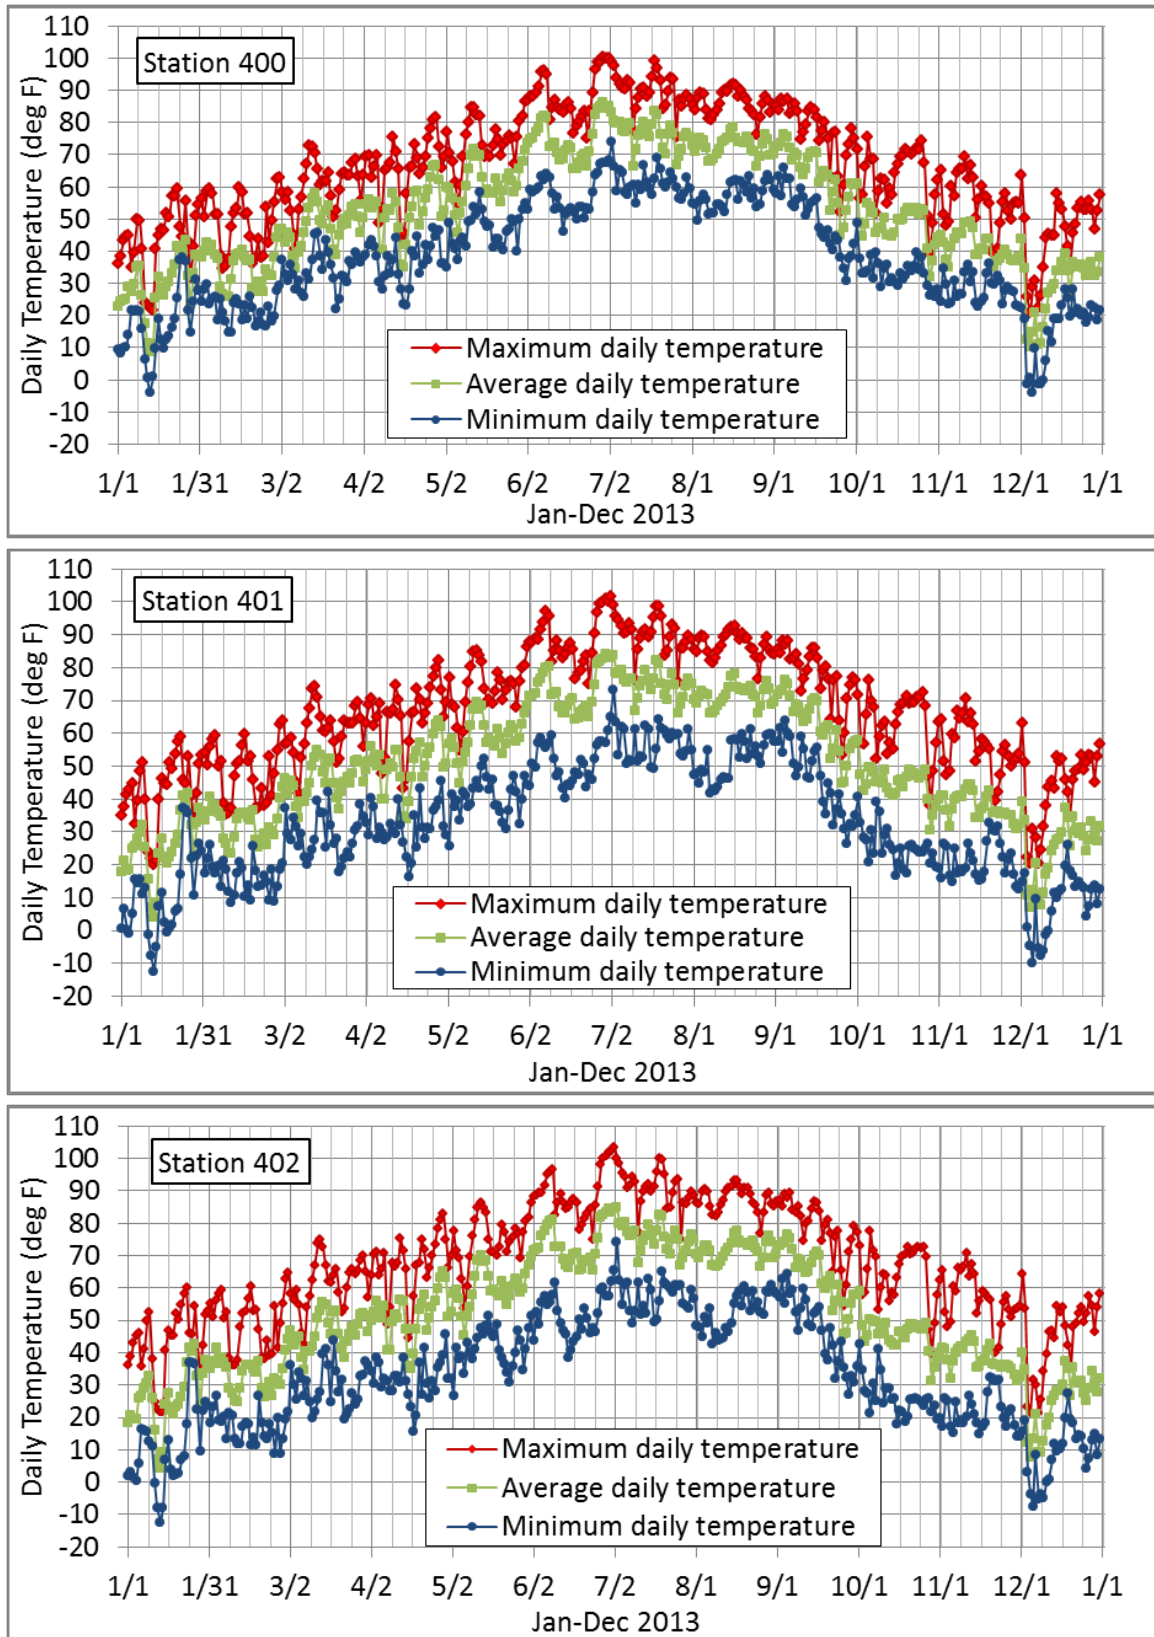 Station 400
Daily Temperature (deg F)
110
100
90
80
70
60
50
40
30
20
10
0
-10
-20
Maximum daily temperature
Average daily temperature
Minimum daily temperature
1/1 1/31 3/2 4/2 5/2 6/2 7/2 8/1 9/1 10/1 11/1 12/1 1/1
Jan-Dec 2013
Station 401
Daily Temperature (deg F)
110
100
90
80
70
60
50
40
30
20
10
0
-10
-20
Maximum daily temperature
Average daily temperature
Minimum daily temperature
1/1 1/31 3/2 4/2 5/2 6/2 7/2 8/1 9/1 10/1 11/1 12/1 1/1
Jan-Dec 2013
Station 402
Daily Temperature (deg F)
110
100
90
80
70
60
50
40
30
20
10
0
-10
-20
Maximum daily temperature
Average daily temperature
Minimum daily temperature
1/1 1/31 3/2 4/2 5/2 6/2 7/2 8/1 9/1 10/1 11/1 12/1 1/1
Jan-Dec 2013